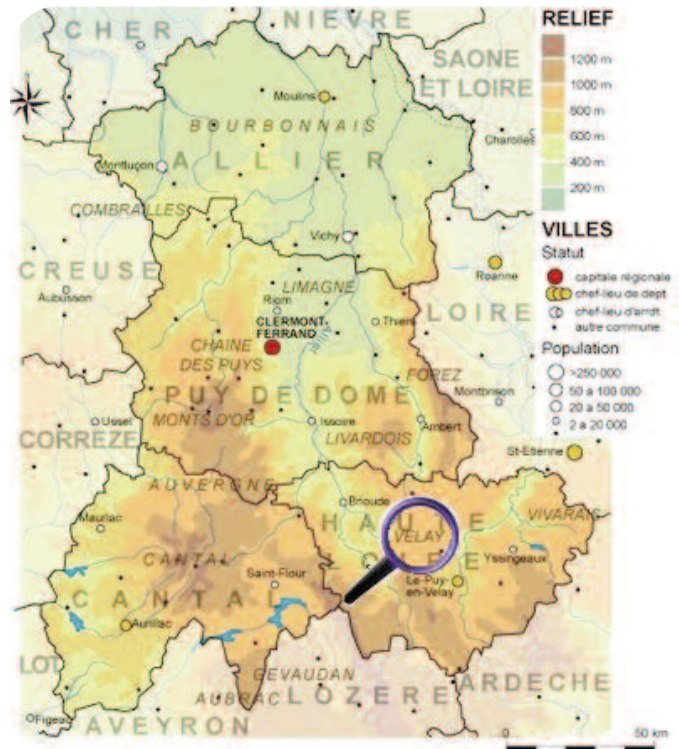 CHER
NIEVRE
RELIEF
1200 m
1000 m
800 m
600 m
400 m
200 m
SAONE
ET LOIRE
Moulins
BOURBONNAIS
Charolles
ALLIER
Montluçon
COMBRAILLES
Vichy
VILLES
Statut
capitale régionale
chef-lieu de dept
chef-lieu d'arrdt
autre commune
Population
>250 000
50 à 100 000
20 à 50 000
2 à 20 000
CREUSE
Aubusson
Roanne
LIMAGNE
Riom
LOIRE
CLERMONT-
FERRAND
Allier
Thiers
CHAINE
DES PUYS
FOREZ
Montbrison
PUY DE DOME
MONTS D'OR
Ussel
Issoire
Ambert
CORREZE
LIVARDOIS
St-Etienne
AUVERGNE
Brioude
VIVARAIS
Mauriac
HAUTE
VELAY
CANTAL
LOIRE
Yssingeaux
Saint-Flour
Le-Puy-
en-Velay
CANTAL
Aurillac
LOT
GEVAUDAN
ARDECHE
AUBRAC
LOZERE
Figeac
AVEYRON
0 50 km